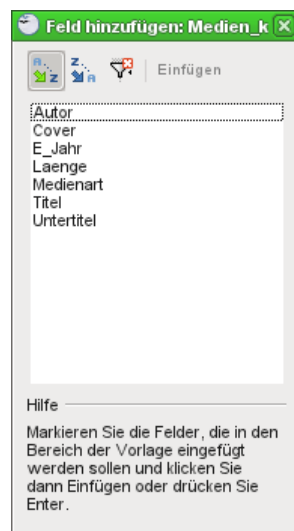 Feld hinzufügen: Medien_k
Einfügen
Autor
Cover
E_Jahr
Laenge
Medienart
Titel
Untertitel
Hilfe
Markieren Sie die Felder, die in den
Bereich der Vorlage eingefügt
werden sollen und klicken Sie
dann Einfügen oder drücken Sie
Enter.